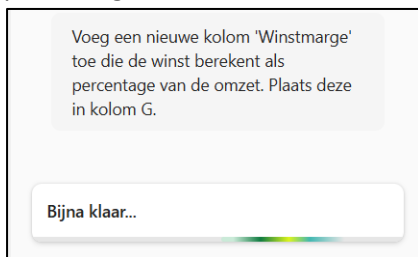 Voeg een nieuwe kolom 'Winstmarge'
toe die de winst berekent als
percentage van de omzet. Plaats deze
in kolom G.
Bijna klaar...